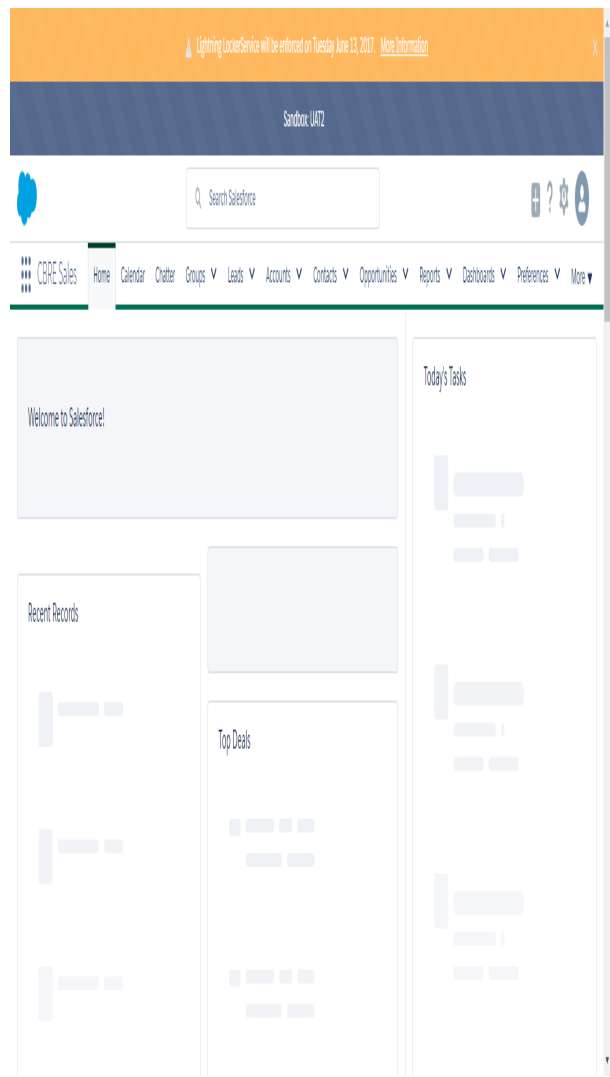 Lightning LockerService will be enforced on Tuesday June 13, 2017. More Information X
Sandbox: UAT2
Search Salesforce
?
CBRE Sales Home Calendar Chatter Groups Leads Accounts Contacts Opportunities Reports Dashboards Preferences More
Welcome to Salesforce!
Today's Tasks
Recent Records
Top Deals